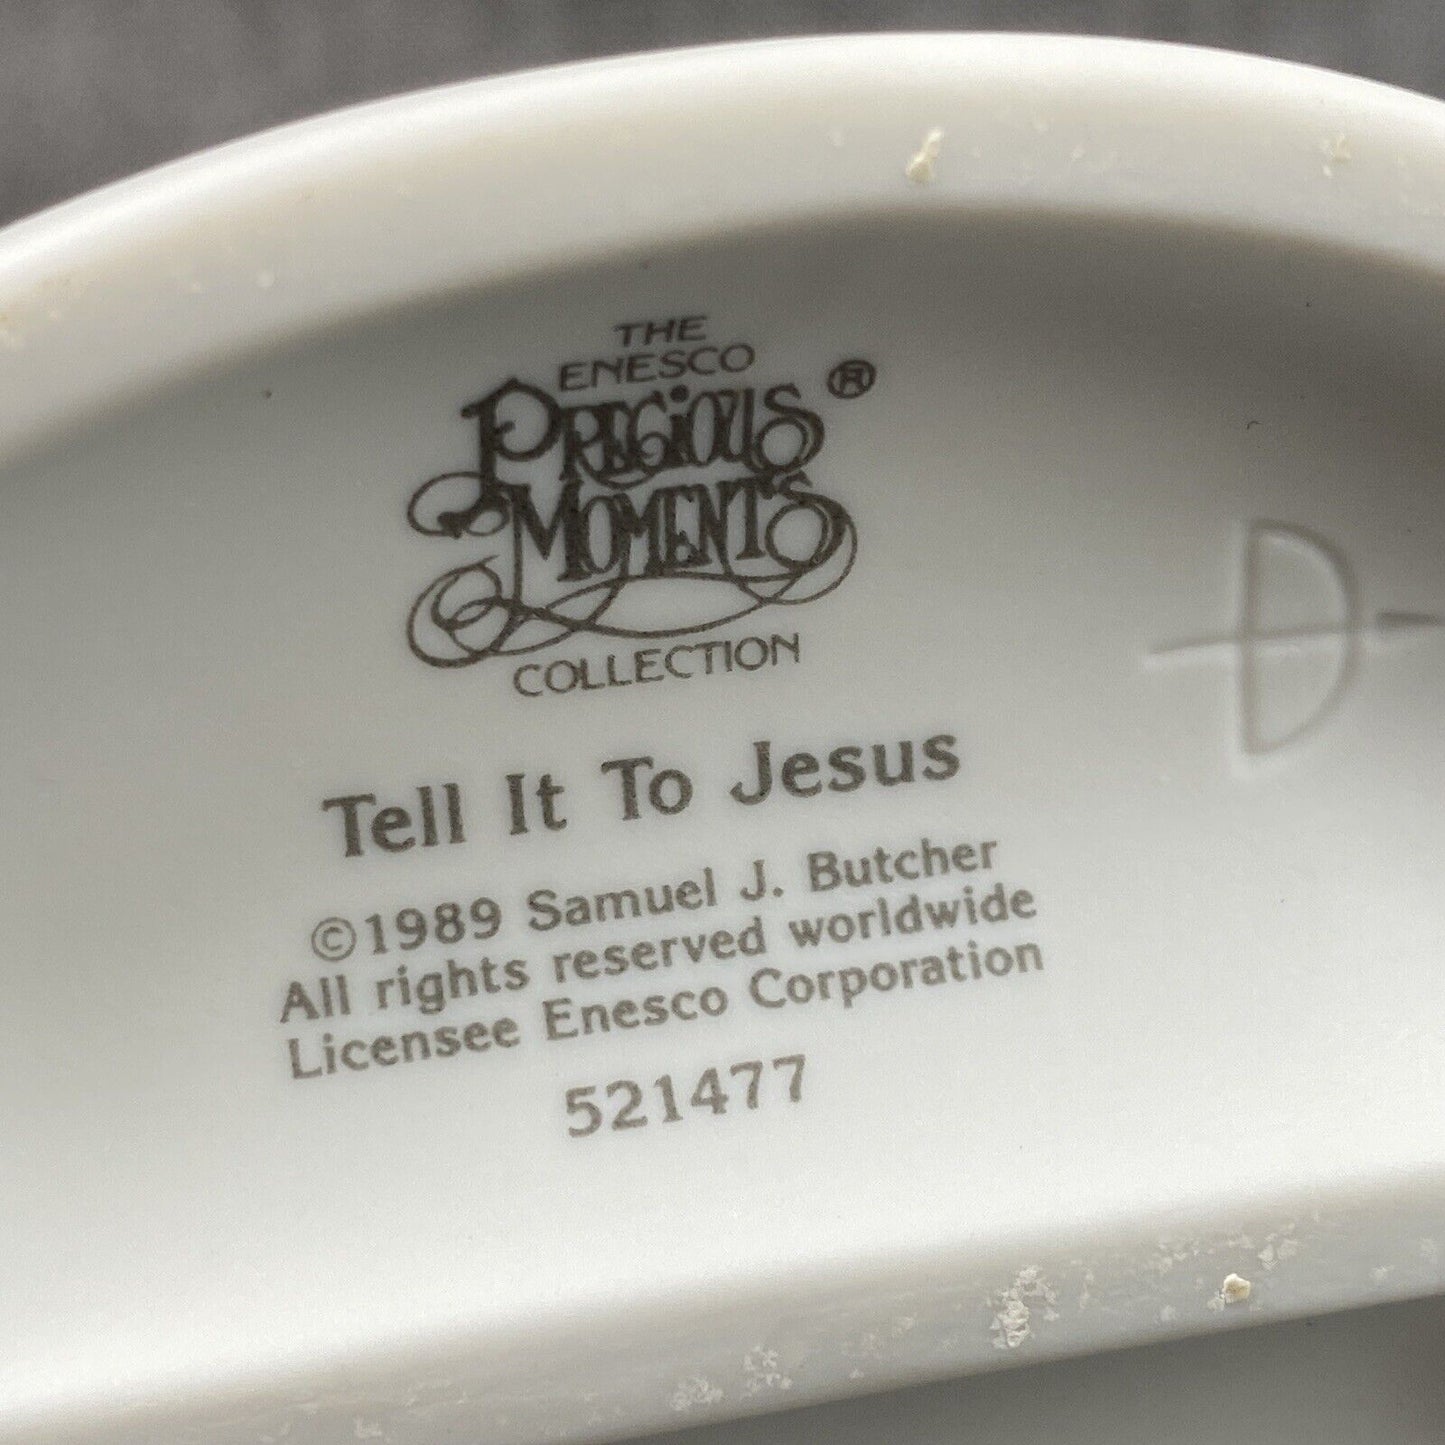 THE
ENESCO
PRECIOUS ®
MOMENTS
COLLECTION
Tell It To Jesus
©1989 Samuel J. Butcher
All rights reserved worldwide
Licensee Enesco Corporation
521477
D